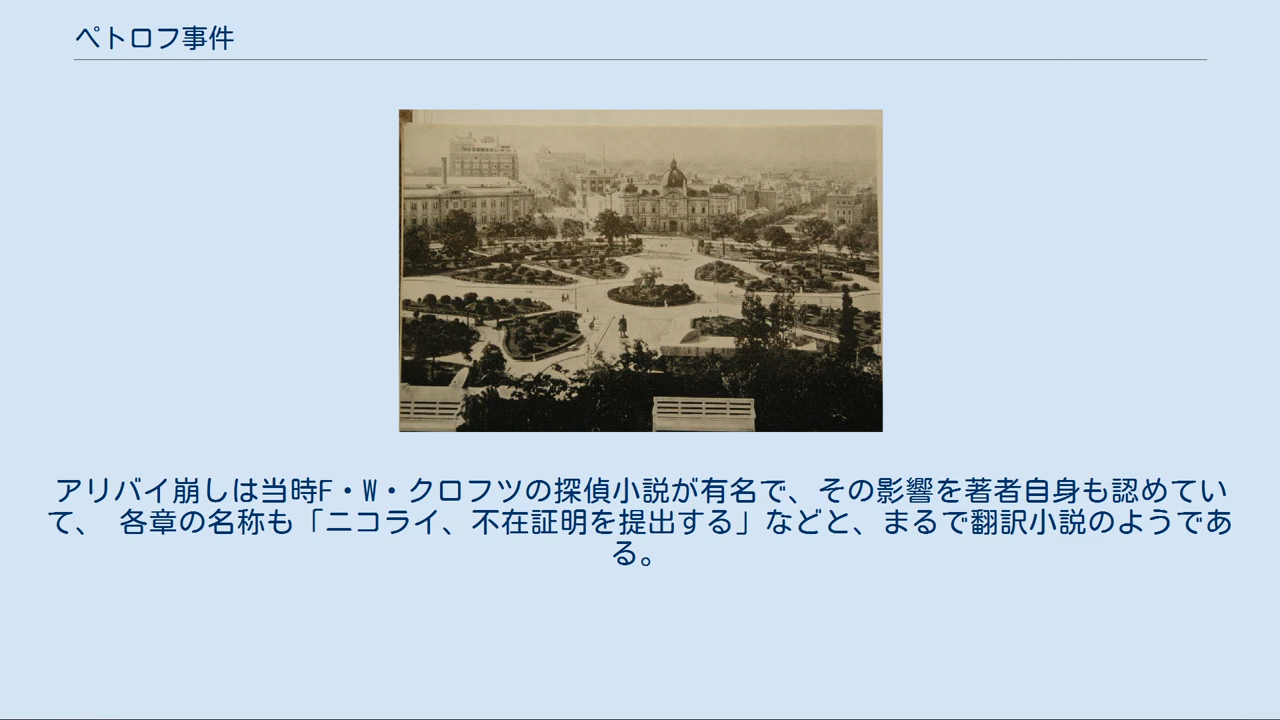 ペトロフ事件
アリバイ崩しは当時F・W・クロフツの探偵小説が有名で、その影響を著者自身も認めてい
て、 各章の名称も「ニコライ、不在証明を提出する」などと、まるで翻訳小説のようであ
る。